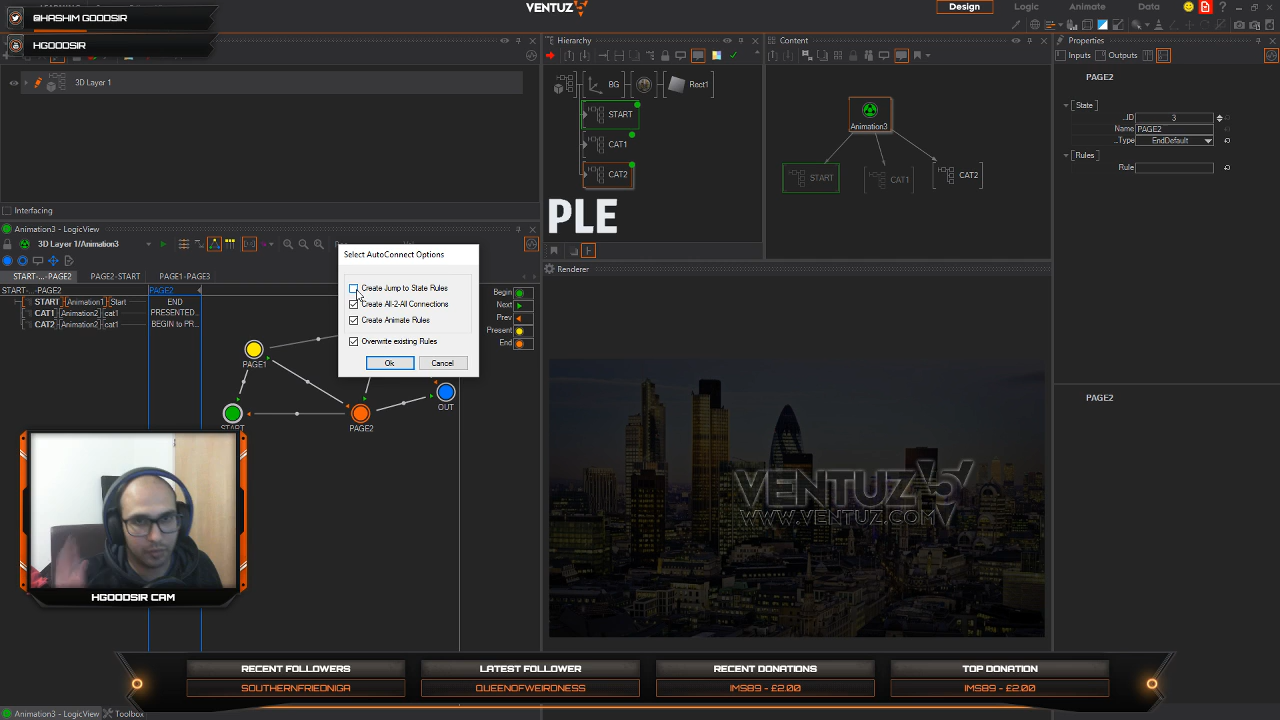 @HASHIM GOODSIR
HGOODSIR
VENTUZ 5
Design
Logic
Animate
Data
Hierarchy
Content
Properties
Inputs
Outputs
3D Layer 1
BG
Rect1
START
CAT1
CAT2
PLE
Animation3
START
CAT1
CAT2
PAGE2
State
..ID
3
Name
PAGE2
..Type
EndDefault
Rules
Rule
Interfacing
Animation3 - LogicView
3D Layer 1/Animation3
START-...-PAGE2
PAGE2-START
PAGE1-PAGE3
START-...-PAGE2
PAGE2
START
[Animation1]
Start
END
CAT1
[Animation2]
cat1
PRESENTED...
CAT2
[Animation2]
cat1
BEGIN to PR...
Select AutoConnect Options
Create Jump to State Rules
Create All-2-All Connections
Create Animate Rules
Overwrite existing Rules
Ok
Cancel
Begin
Next
Prev
Present
End
PAGE1
START
PAGE2
OUT
Renderer
VENTUZ 5
WWW.VENTUZ.COM
PAGE2
HGOODSIR CAM
RECENT FOLLOWERS
SOUTHERNFRIEDNIGA
LATEST FOLLOWER
QUEENOFWEIRDNESS
RECENT DONATIONS
IMSB9 - £2.00
TOP DONATION
IMSB9 - £2.00
Animation3 - LogicView
Toolbox